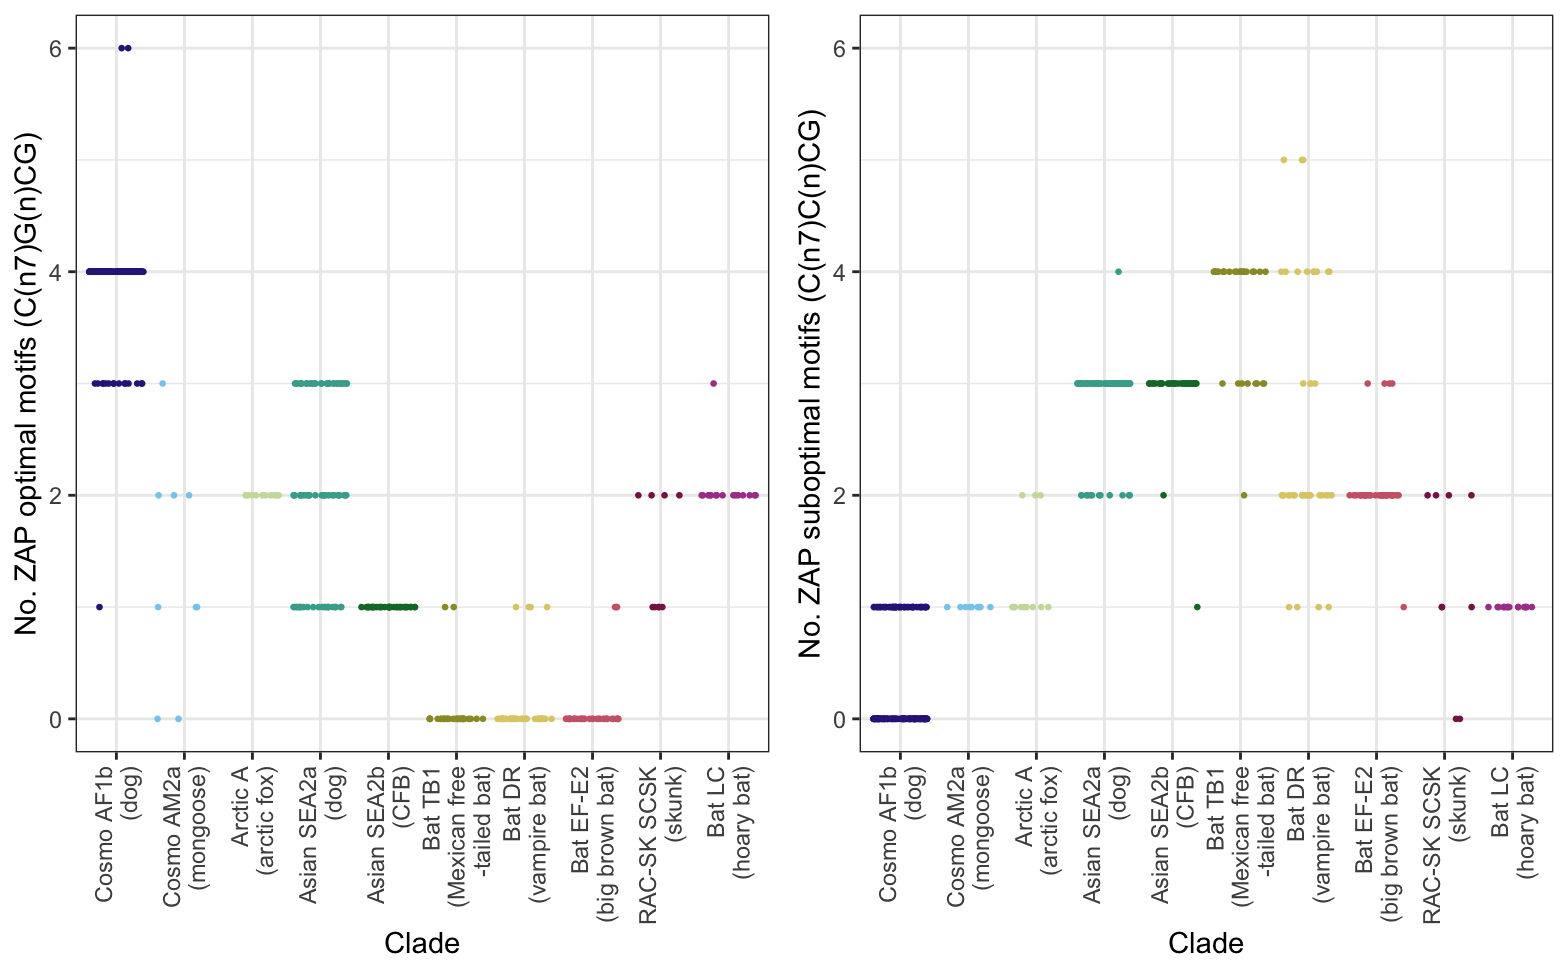 No. ZAP optimal motifs (C(n7)G(n)CG)
6
4
2
0
Cosmo AF1b
(dog)
Cosmo AM2a
(mongoose)
Arctic A
(arctic fox)
Asian SEA2a
(dog)
Asian SEA2b
(CFB)
Bat TB1
(Mexican free
-tailed bat)
Bat DR
(vampire bat)
Bat EF-E2
(big brown bat)
RAC-SK SCSK
(skunk)
Bat LC
(hoary bat)
Clade
No. ZAP suboptimal motifs (C(n7)C(n)CG)
6
4
2
0
Cosmo AF1b
(dog)
Cosmo AM2a
(mongoose)
Arctic A
(arctic fox)
Asian SEA2a
(dog)
Asian SEA2b
(CFB)
Bat TB1
(Mexican free
-tailed bat)
Bat DR
(vampire bat)
Bat EF-E2
(big brown bat)
RAC-SK SCSK
(skunk)
Bat LC
(hoary bat)
Clade